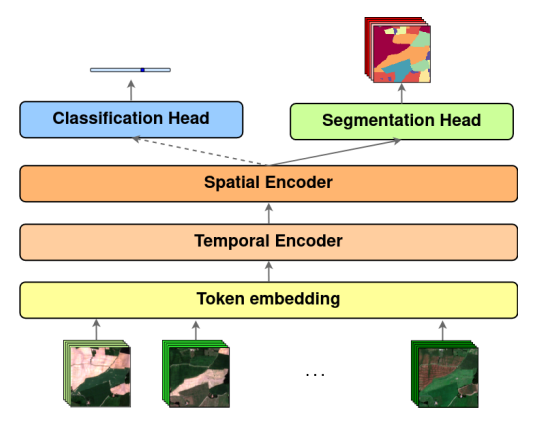 Classification Head
Segmentation Head
Spatial Encoder
Temporal Encoder
Token embedding
...